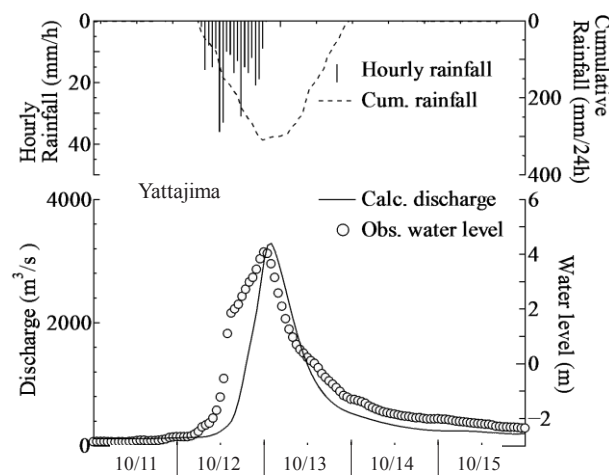 0
20
40
Hourly
Rainfall (mm/h)
0
200
400
Cumulative
Rainfall (mm/24h)
Hourly rainfall
Cum. rainfall
Yattajima
4000
2000
0
Discharge (m³/s)
Calc. discharge
Obs. water level
6
4
2
0
−2
Water level (m)
10/11
10/12
10/13
10/14
10/15